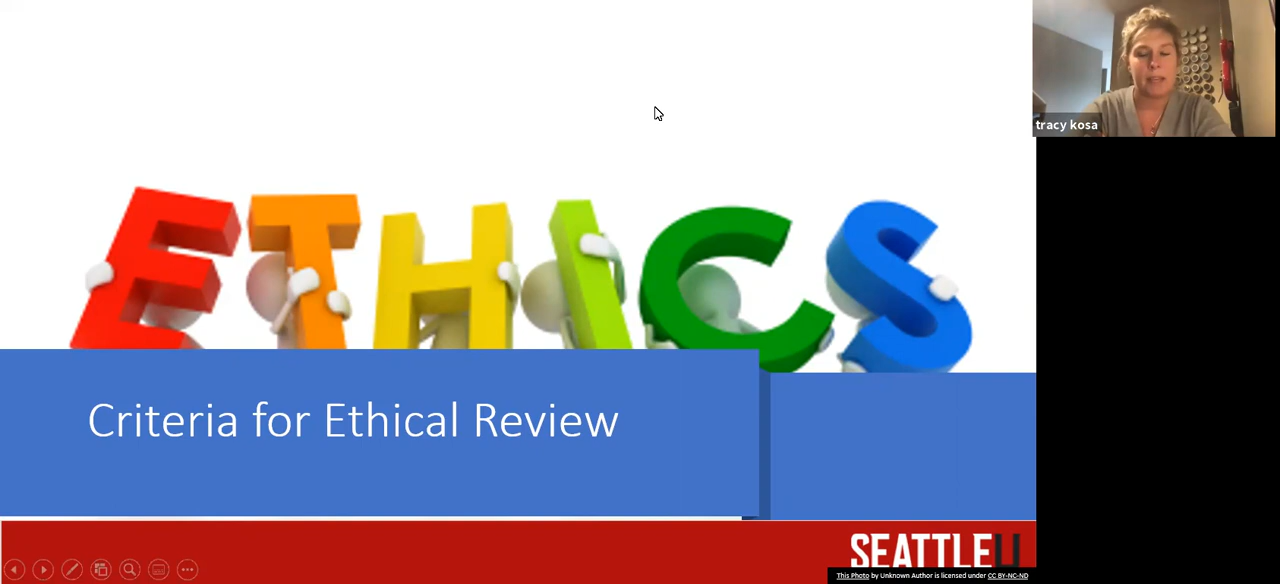 ETHICS
tracy kosa
Criteria for Ethical Review
SEATTLEU
This Photo by Unknown Author is licensed under CC BY-NC-ND